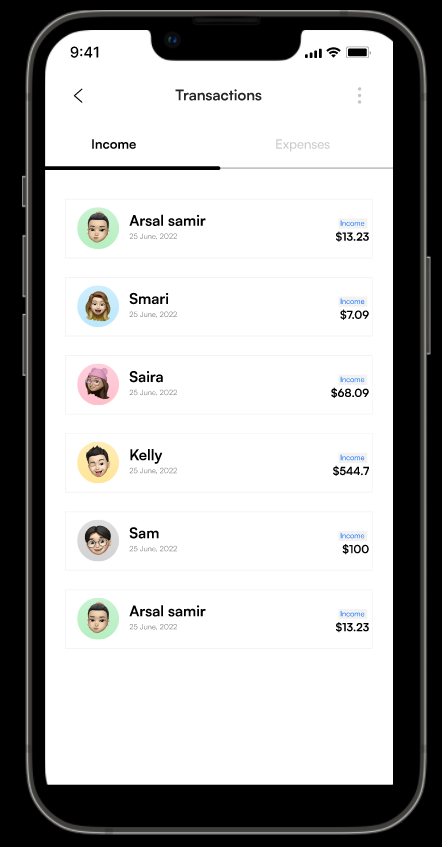 9:41
Transactions
Income Expenses
Arsal samir
25 June, 2022
Income
$13.23
Smari
25 June, 2022
Income
$7.09
Saira
25 June, 2022
Income
$68.09
Kelly
25 June, 2022
Income
$544.7
Sam
25 June, 2022
Income
$100
Arsal samir
25 June, 2022
Income
$13.23